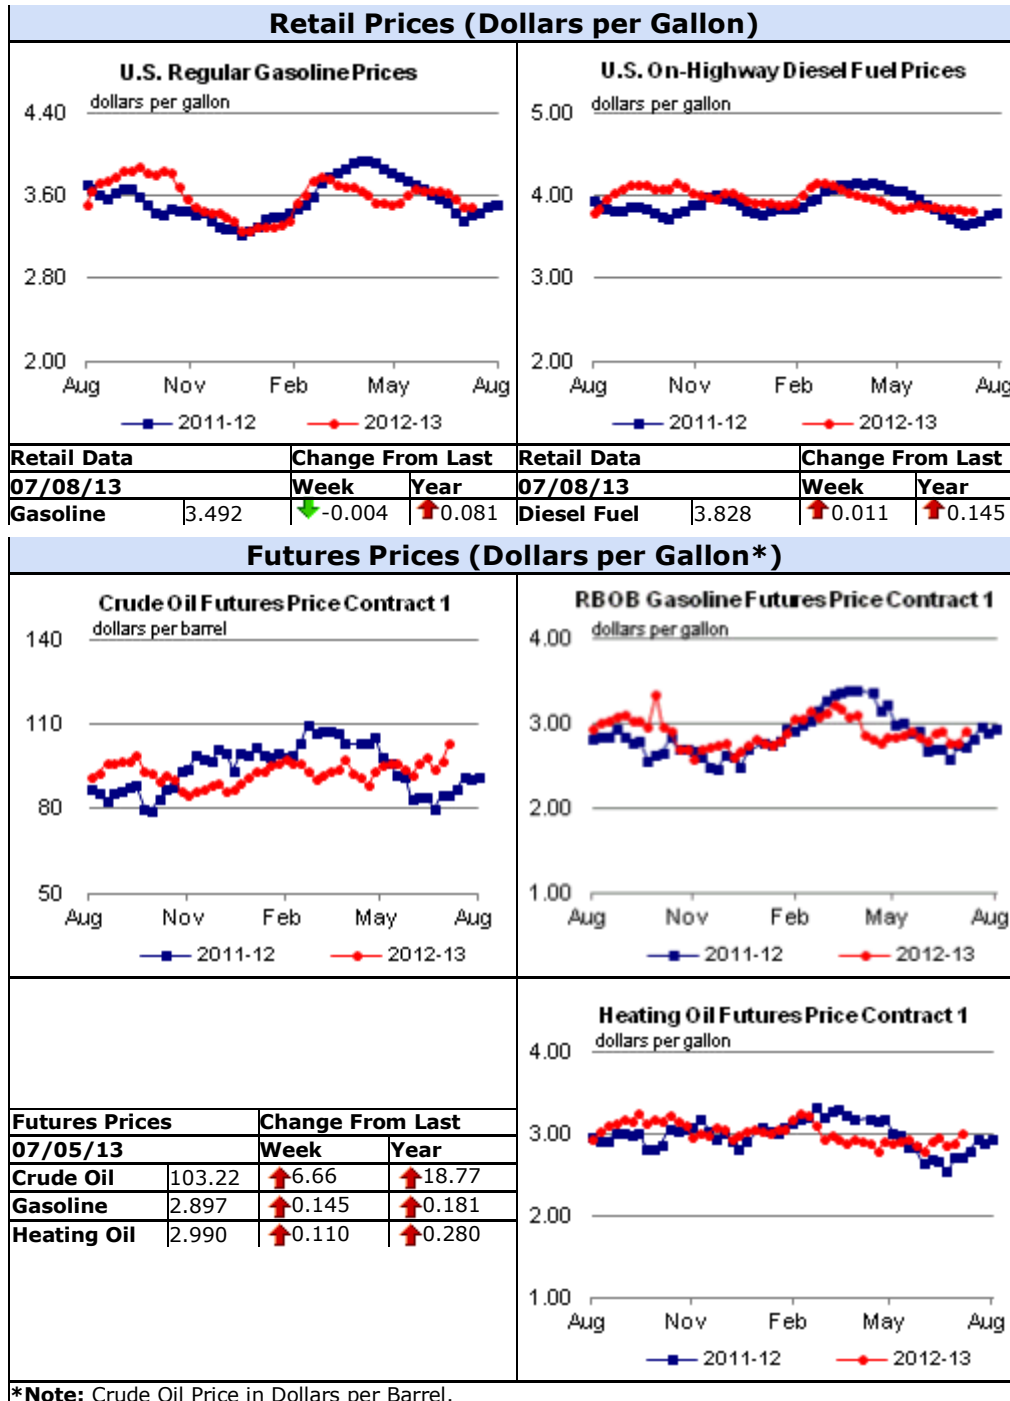 Retail Prices (Dollars per Gallon)
U.S. Regular Gasoline Prices
dollars per gallon
4.40
3.60
2.80
2.00
Aug Nov Feb May Aug
2011-12 2012-13
U.S. On-Highway Diesel Fuel Prices
dollars per gallon
5.00
4.00
3.00
2.00
Aug Nov Feb May Aug
2011-12 2012-13
Retail Data Change From Last
07/08/13 Week Year
Gasoline 3.492 -0.004 0.081
Retail Data Change From Last
07/08/13 Week Year
Diesel Fuel 3.828 0.011 0.145
Futures Prices (Dollars per Gallon*)
Crude Oil Futures Price Contract 1
dollars per barrel
140
110
80
50
Aug Nov Feb May Aug
2011-12 2012-13
RBOB Gasoline Futures Price Contract 1
dollars per gallon
4.00
3.00
2.00
1.00
Aug Nov Feb May Aug
2011-12 2012-13
Futures Prices Change From Last
07/05/13 Week Year
Crude Oil 103.22 6.66 18.77
Gasoline 2.897 0.145 0.181
Heating Oil 2.990 0.110 0.280
Heating Oil Futures Price Contract 1
dollars per gallon
4.00
3.00
2.00
1.00
Aug Nov Feb May Aug
2011-12 2012-13
*Note: Crude Oil Price in Dollars per Barrel.